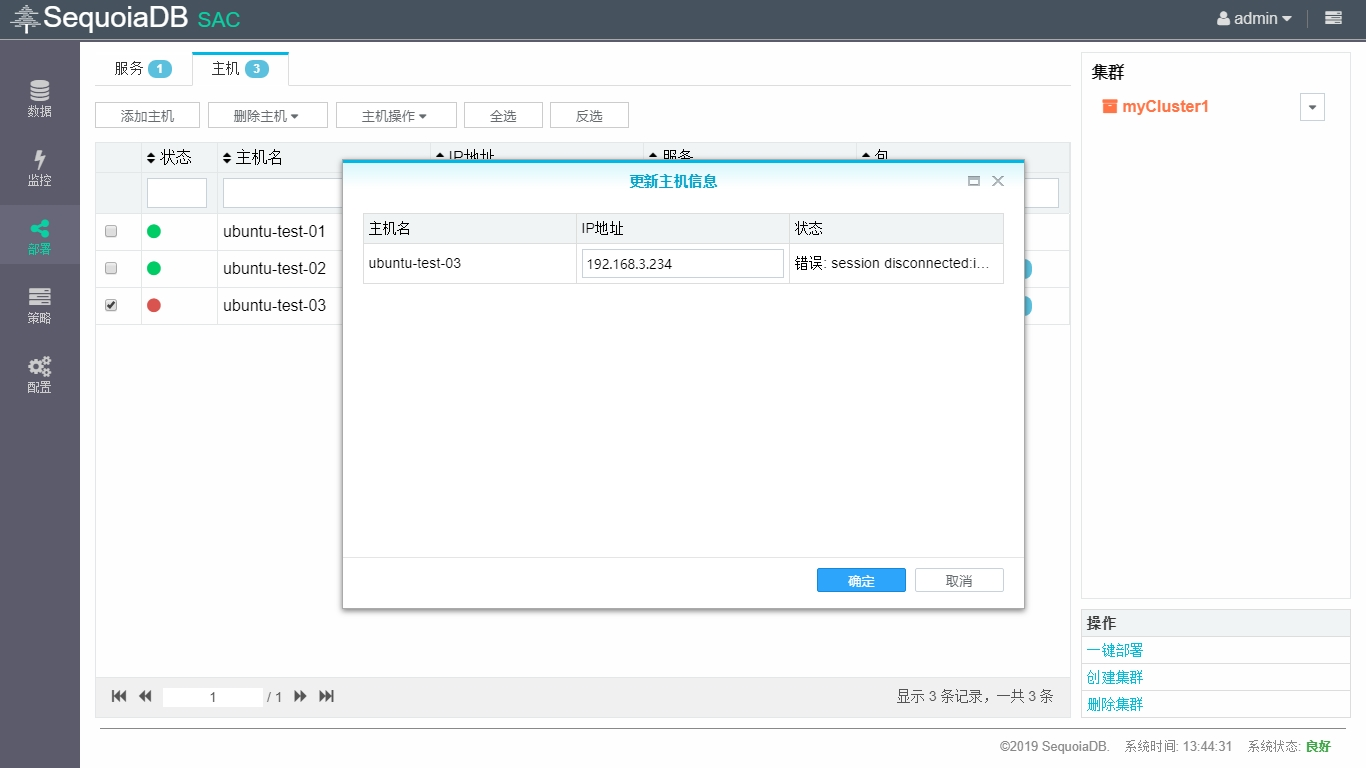 SequoiaDB SAC
admin
数据
监控
部署
策略
配置
服务 1
主机 3
添加主机
删除主机
主机操作
全选
反选
状态
主机名
IP地址
服务
包
ubuntu-test-01
ubuntu-test-02
ubuntu-test-03
更新主机信息
主机名
IP地址
状态
ubuntu-test-03
192.168.3.234
错误: session disconnected:i...
确定
取消
1 / 1
显示 3 条记录，一共 3 条
集群
myCluster1
操作
一键部署
创建集群
删除集群
©2019 SequoiaDB.
系统时间: 13:44:31
系统状态: 良好